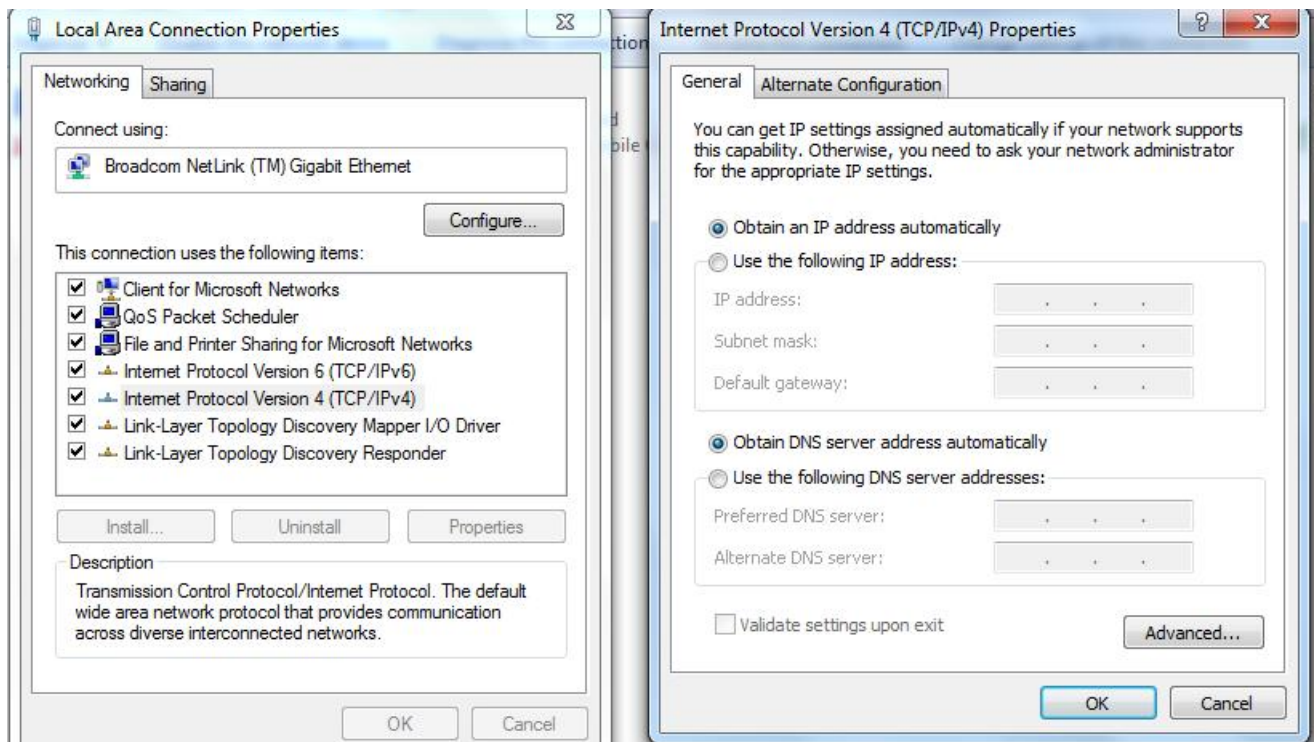 Local Area Connection Properties
Networking
Sharing
Connect using:
Broadcom NetLink (TM) Gigabit Ethernet
Configure...
This connection uses the following items:
Client for Microsoft Networks
QoS Packet Scheduler
File and Printer Sharing for Microsoft Networks
Internet Protocol Version 6 (TCP/IPv6)
Internet Protocol Version 4 (TCP/IPv4)
Link-Layer Topology Discovery Mapper I/O Driver
Link-Layer Topology Discovery Responder
Install...
Uninstall
Properties
Description
Transmission Control Protocol/Internet Protocol. The default
wide area network protocol that provides communication
across diverse interconnected networks.
OK
Cancel
Internet Protocol Version 4 (TCP/IPv4) Properties
General
Alternate Configuration
You can get IP settings assigned automatically if your network supports
this capability. Otherwise, you need to ask your network administrator
for the appropriate IP settings.
Obtain an IP address automatically
Use the following IP address:
IP address:
Subnet mask:
Default gateway:
Obtain DNS server address automatically
Use the following DNS server addresses:
Preferred DNS server:
Alternate DNS server:
Validate settings upon exit
Advanced...
OK
Cancel